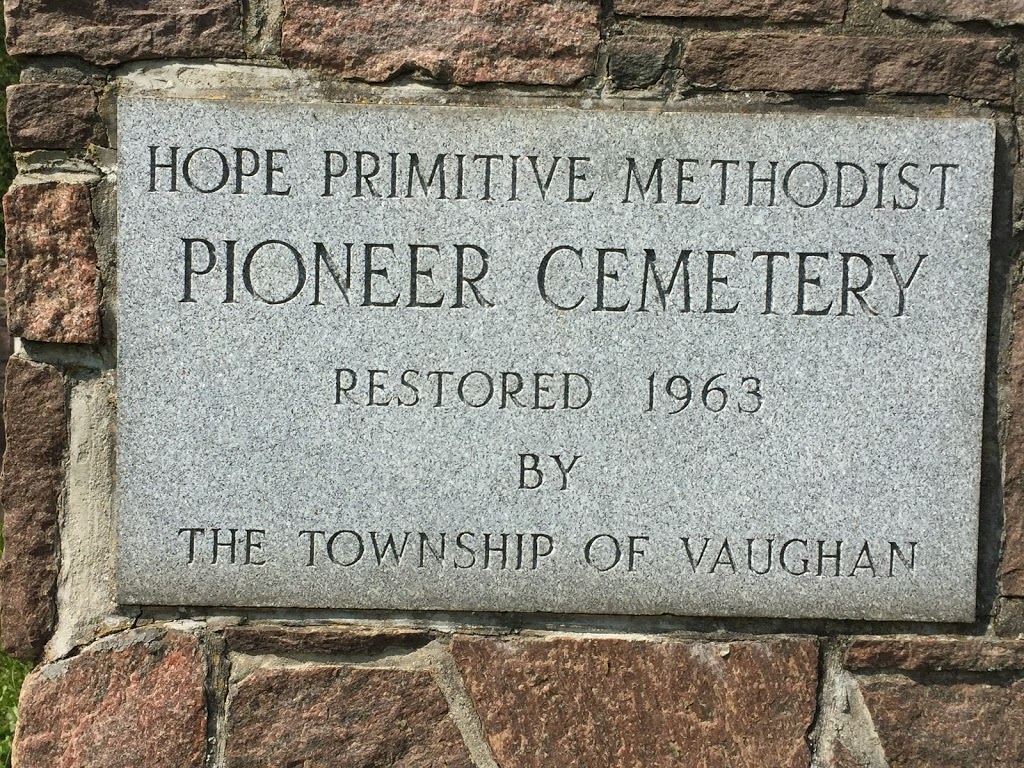 HOPE PRIMITIVE METHODIST
PIONEER CEMETERY
RESTORED 1963
BY
THE TOWNSHIP OF VAUGHAN